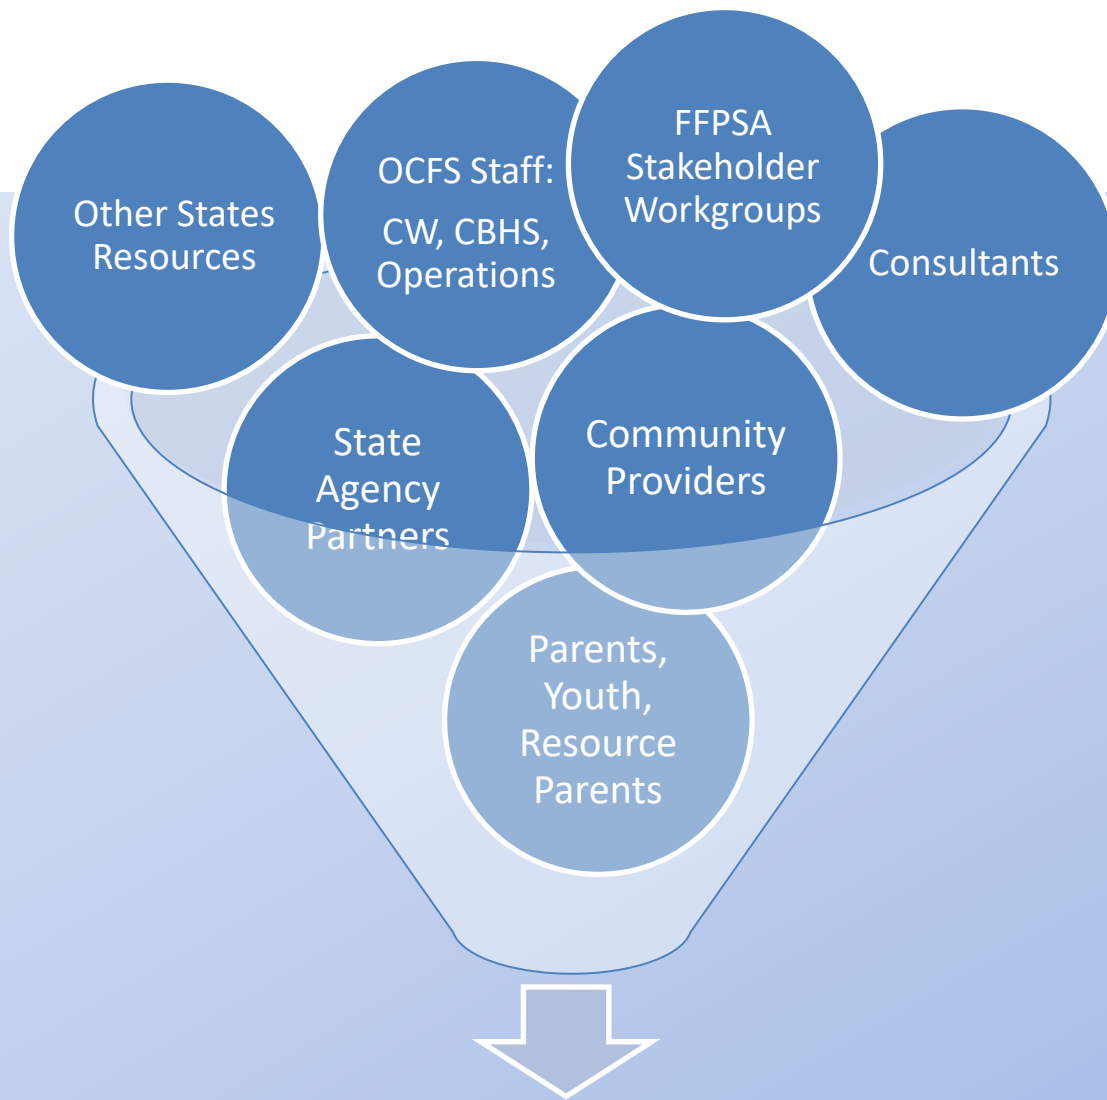 Other States
Resources
OCFS Staff:
CW, CBHS,
Operations
FFPSA
Stakeholder
Workgroups
Consultants
State
Agency
Partners
Community
Providers
Parents,
Youth,
Resource
Parents